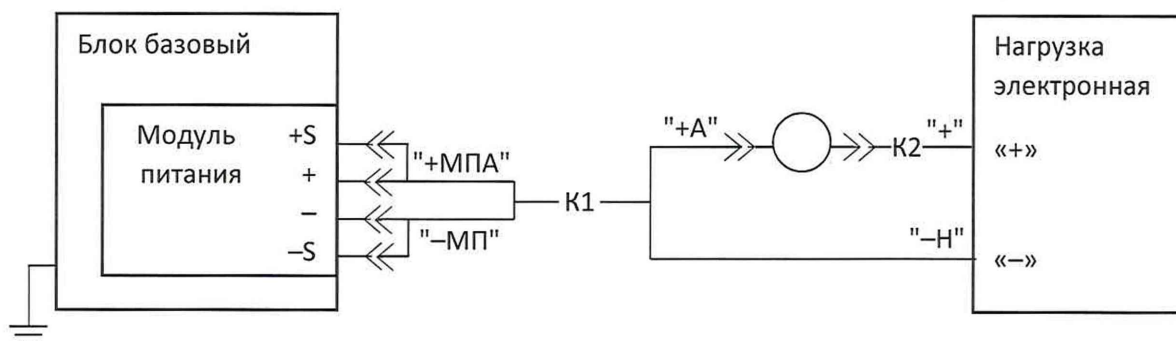 Блок базовый
Модуль
питания
+S
+
–
–S
"+МПА"
"–МП"
К1
"+А"
К2
"+"
"–Н"
Нагрузка
электронная
«+»
«–»